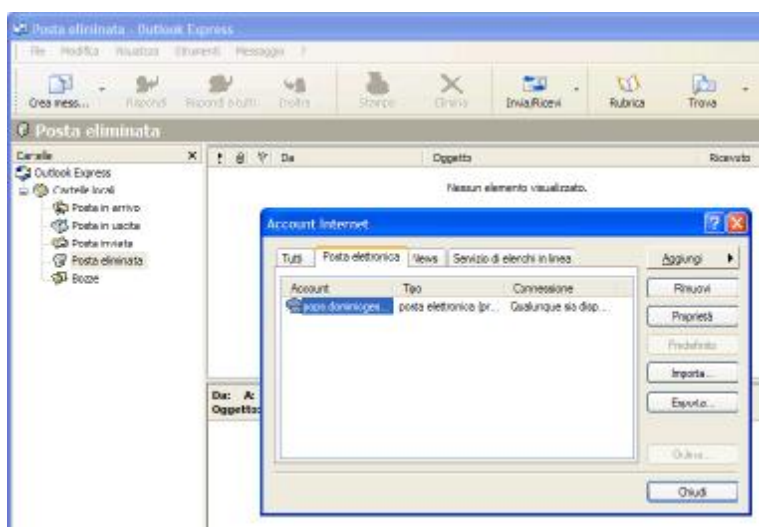 Posta eliminata - Outlook Express
File Modifica Visualizza Strumenti Messaggio ?
Crea mess... Rispondi Rispondi a tutti Inoltra Stampa Elimina Invia/Ricevi Rubrica Trova
Posta eliminata
Cartelle
! Da Oggetto Ricevuto
Outlook Express
Nessun elemento visualizzato.
Cartelle locali
Posta in arrivo
Posta in uscita
Posta inviata
Posta eliminata
Bozze
Account Internet
Tutti Posta elettronica News Servizio di elenchi in linea
Aggiungi
Account Tipo Connessione
Rimuovi
posta elettronica (pr... Qualunque sia disp...
Proprietà
Predefinito
Importa...
Esporta...
Ordina...
Chiudi
Da: A:
Oggetto: